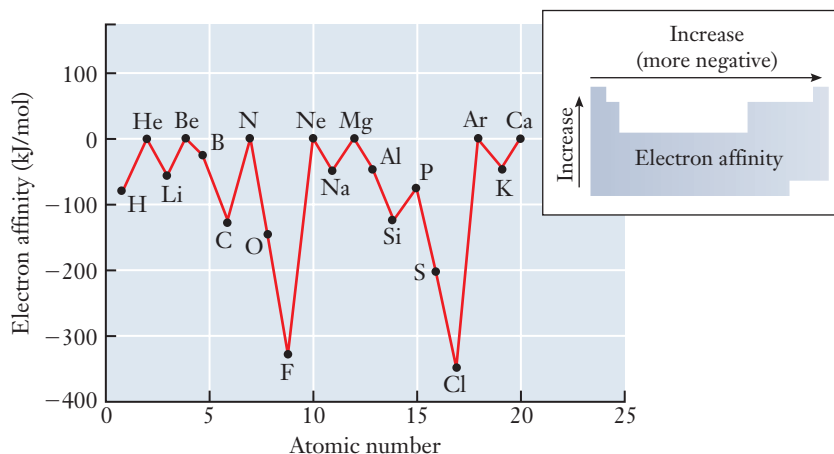 Electron affinity (kJ/mol)
100
0
−100
−200
−300
−400
H
He
Li
Be
B
C
N
O
F
Ne
Na
Mg
Al
Si
P
S
Cl
Ar
K
Ca
0
5
10
15
20
25
Atomic number
Increase
(more negative)
Increase
Electron affinity